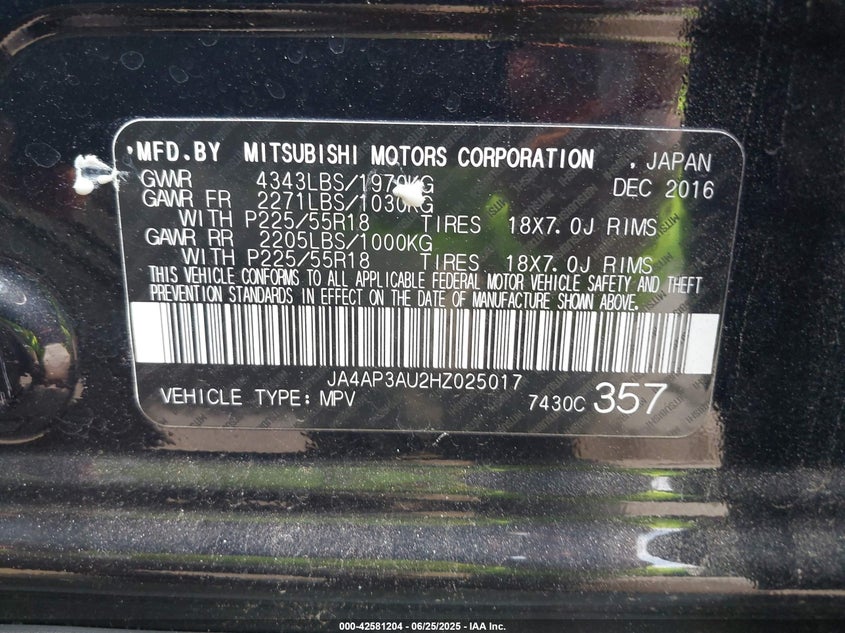 MFD.BY MITSUBISHI MOTORS CORPORATION . JAPAN
GVWR 4343LBS/1970KG DEC 2016
GAWR FR 2271LBS/1030KG
WITH P225/55R18 TIRES 18X7.0J RIMS
GAWR RR 2205LBS/1000KG
WITH P225/55R18 TIRES 18X7.0J RIMS
THIS VEHICLE CONFORMS TO ALL APPLICABLE FEDERAL MOTOR VEHICLE SAFETY AND THEFT
PREVENTION STANDARDS IN EFFECT ON THE DATE OF MANUFACTURE SHOWN ABOVE.
JA4AP3AU2HZ025017
VEHICLE TYPE: MPV 7430C 357
000-42581204 - 06/25/2025 - IAA Inc.